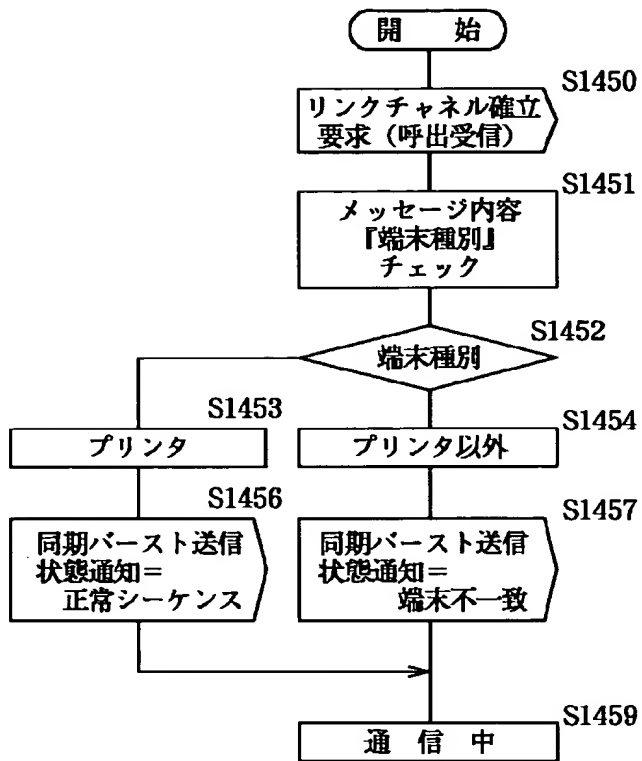 開 始
S1450
リンクチャネル確立
要求（呼出受信）
S1451
メッセージ内容
『端末種別』
チェック
S1452
端末種別
S1453
プリンタ
S1454
プリンタ以外
S1456
同期バースト送信
状態通知＝
正常シーケンス
S1457
同期バースト送信
状態通知＝
端末不一致
S1459
通 信 中